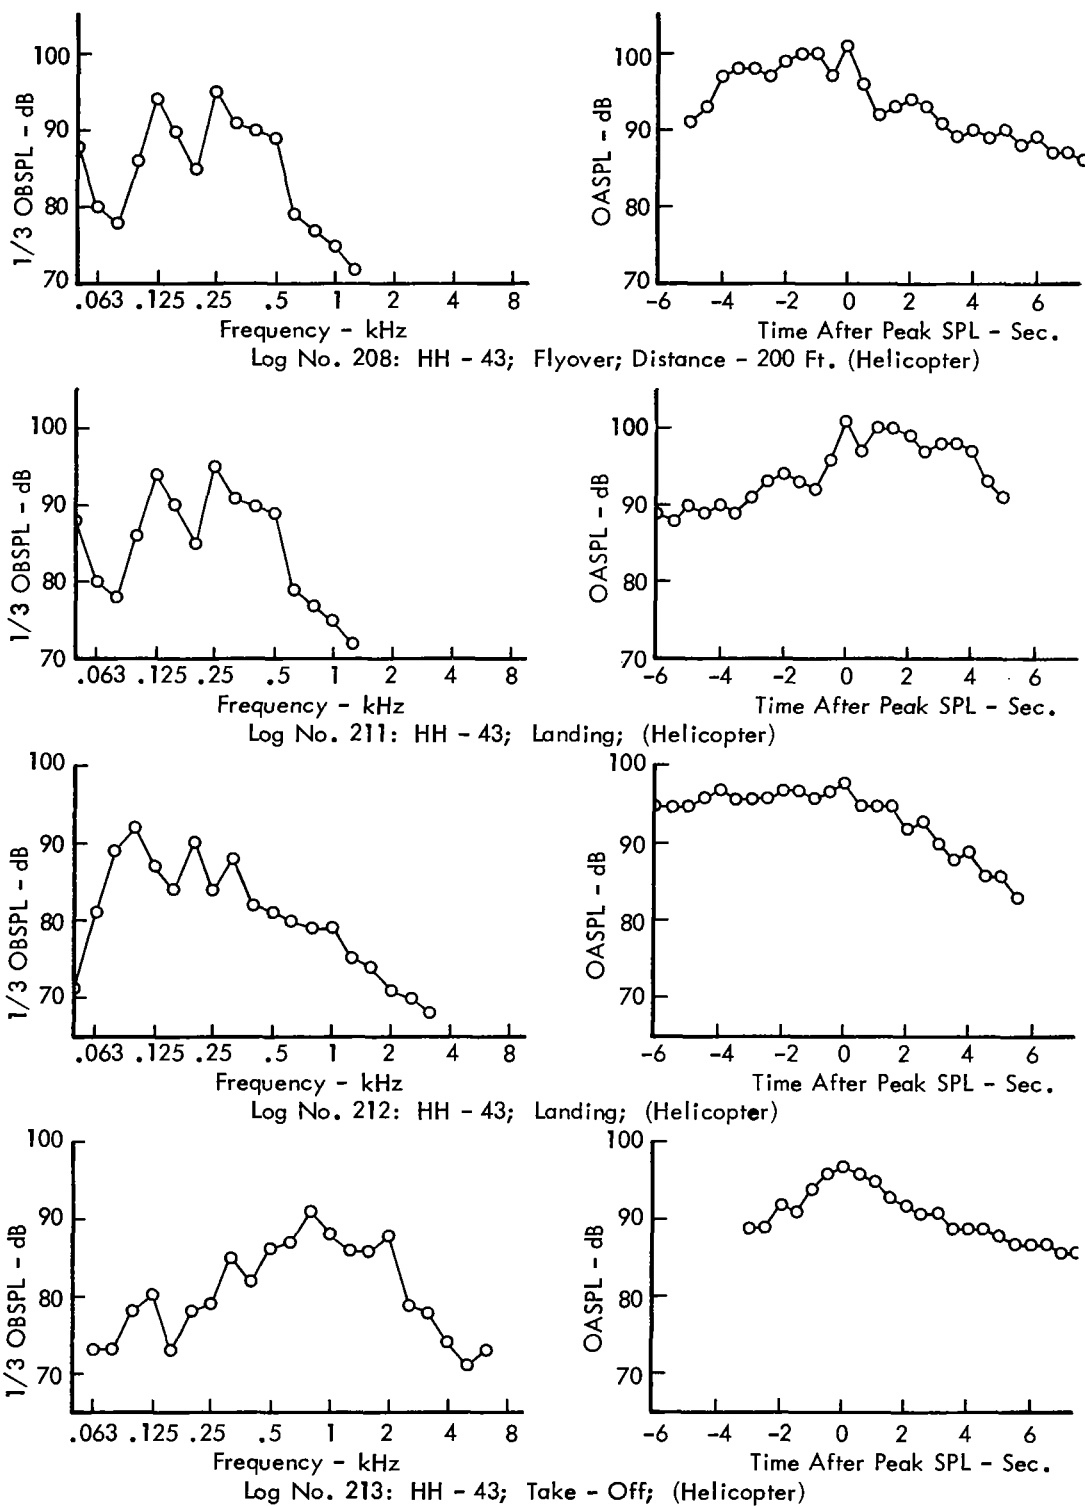 100
90
80
70
1/3 OBSPL - dB
.063 .125 .25 .5 1 2 4 8
Frequency - kHz
100
90
80
70
OASPL - dB
-6 -4 -2 0 2 4 6
Time After Peak SPL - Sec.
Log No. 208: HH - 43; Flyover; Distance - 200 Ft. (Helicopter)
100
90
80
70
1/3 OBSPL - dB
.063 .125 .25 .5 1 2 4 8
Frequency - kHz
100
90
80
70
OASPL - dB
-6 -4 -2 0 2 4 6
Time After Peak SPL - Sec.
Log No. 211: HH - 43; Landing; (Helicopter)
100
90
80
70
1/3 OBSPL - dB
.063 .125 .25 .5 1 2 4 8
Frequency - kHz
100
90
80
70
OASPL - dB
-6 -4 -2 0 2 4 6
Time After Peak SPL - Sec.
Log No. 212: HH - 43; Landing; (Helicopter)
100
90
80
70
1/3 OBSPL - dB
.063 .125 .25 .5 1 2 4 8
Frequency - kHz
100
90
80
70
OASPL - dB
-6 -4 -2 0 2 4 6
Time After Peak SPL - Sec.
Log No. 213: HH - 43; Take - Off; (Helicopter)